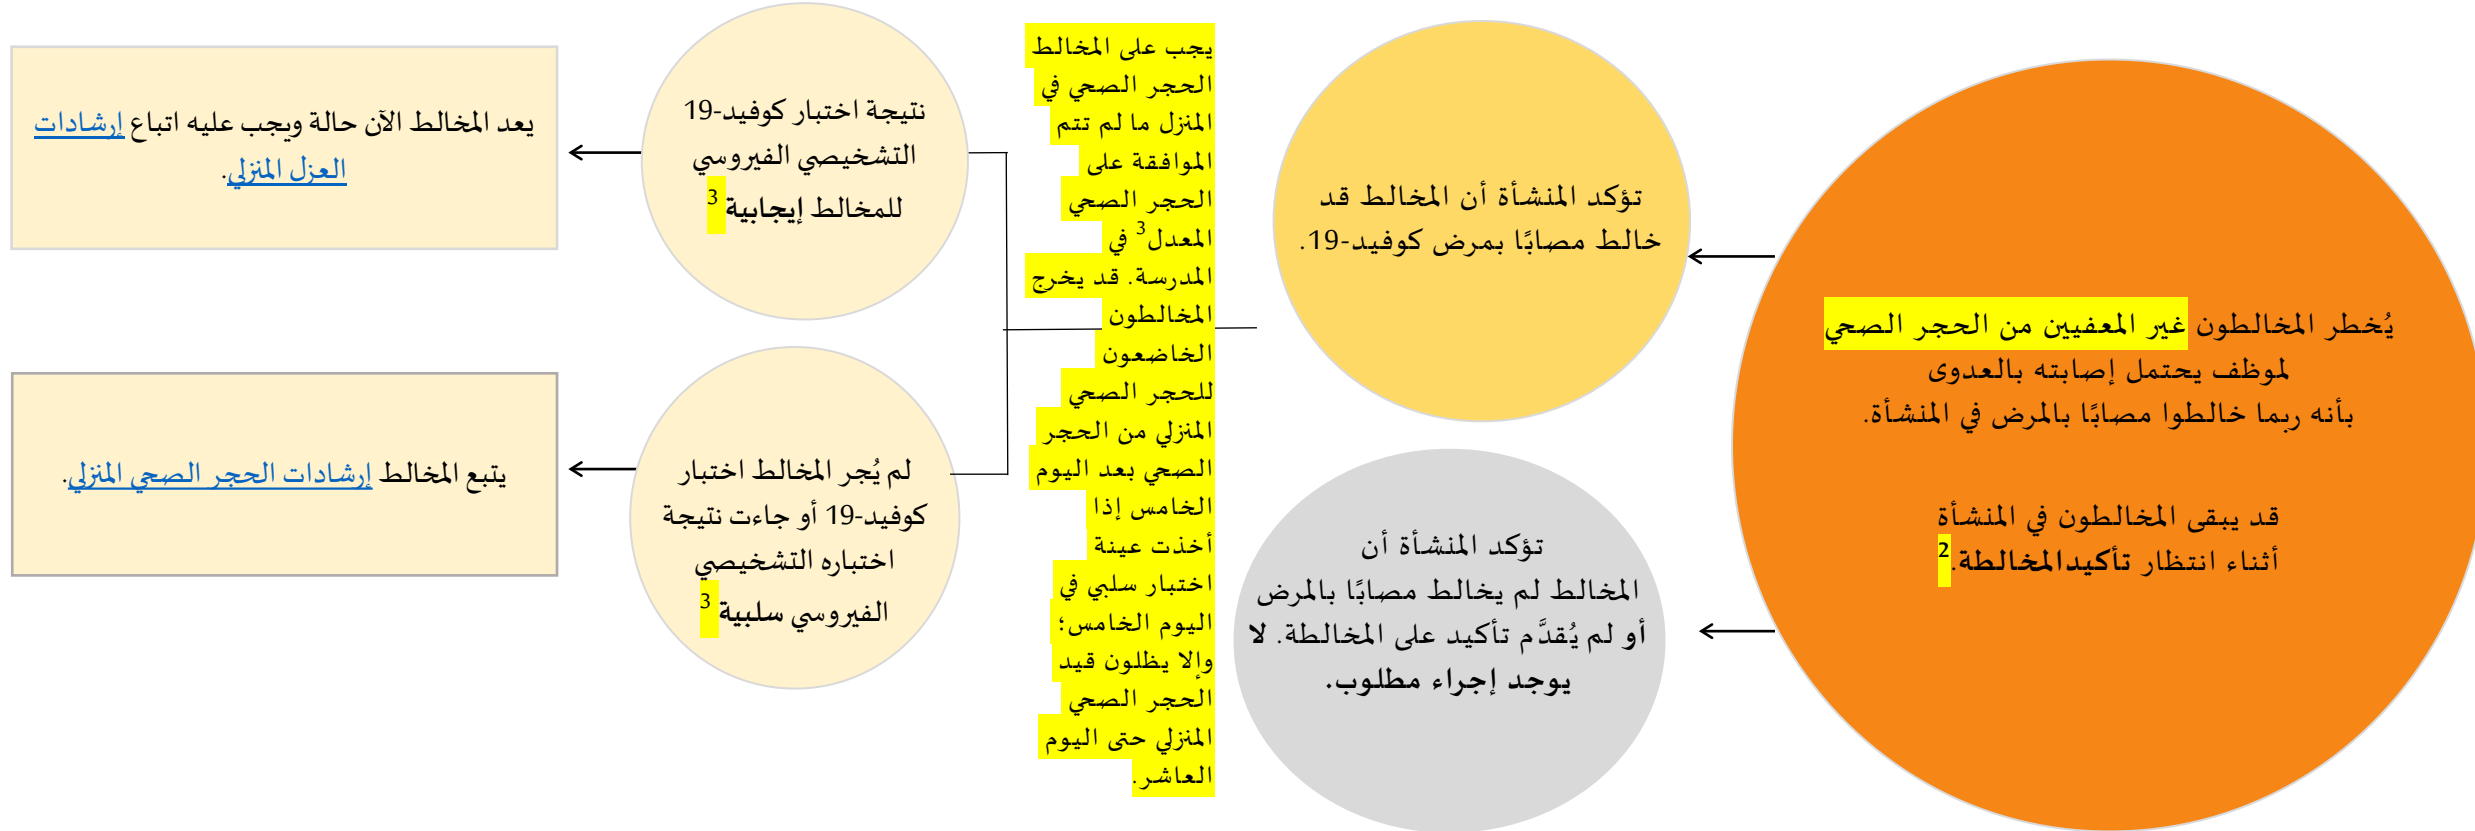 يُخطر المخالطون غير المعفيين من الحجر الصحي
لموظف يحتمل إصابته بالعدوى
بأنه ربما خالطوا مصابًا بالمرض في المنشأة.
قد يبقى المخالطون في المنشأة
أثناء انتظار تأكيدالمخالطة.2
تؤكد المنشأة أن المخالط قد
خالط مصابًا بمرض كوفيد-19.
تؤكد المنشأة أن
المخالط لم يخالط مصابًا بالمرض
أو لم يُقدَّم تأكيد على المخالطة. لا
يوجد إجراء مطلوب.
يجب على المخالط
الحجر الصحي في
المنزل ما لم تتم
الموافقة على
الحجر الصحي
المعدل3 في
المدرسة. قد يخرج
المخالطون
الخاضعون
للحجر الصحي
المنزلي من الحجر
الصحي بعد اليوم
الخامس إذا
أخذت عينة
اختبار سلبي في
اليوم الخامس؛
وإلا يظلون قيد
الحجر الصحي
المنزلي حتى اليوم
العاشر.
نتيجة اختبار كوفيد-19
التشخيصي الفيروسي
للمخالط إيجابية3
يعد المخالط الآن حالة ويجب عليه اتباع إرشادات
العزل المنزلي.
لم يُجر المخالط اختبار
كوفيد-19 أو جاءت نتيجة
اختباره التشخيصي
الفيروسي سلبية3
يتبع المخالط إرشادات الحجر الصحي المنزلي.